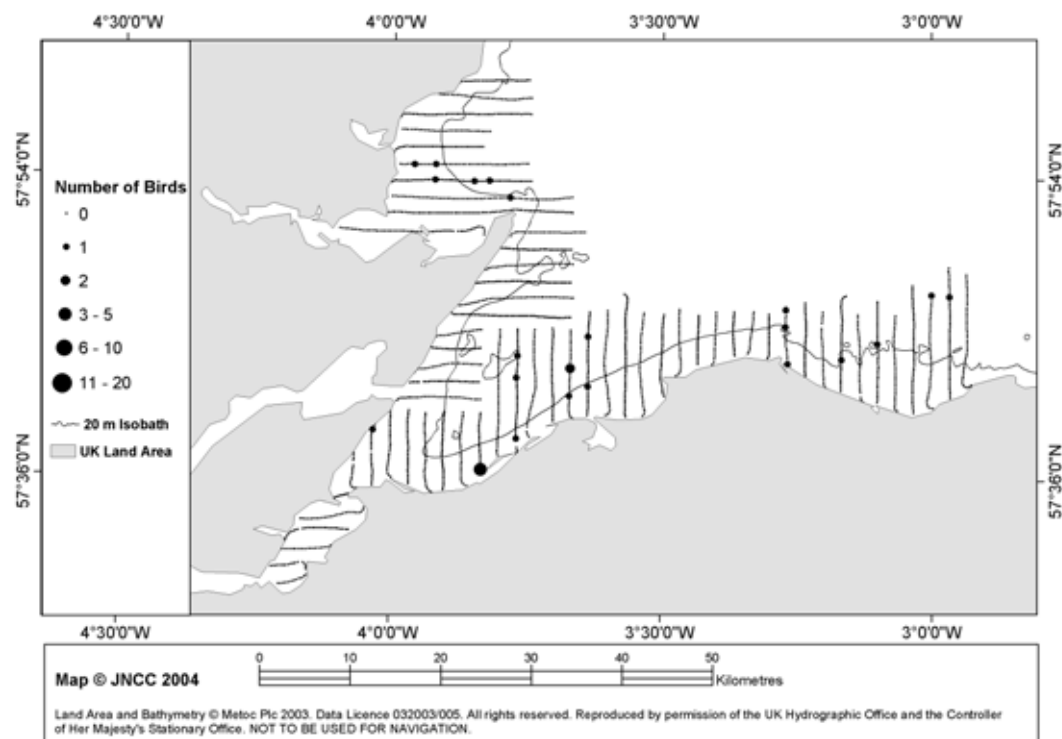 4°30'0"W 4°0'0"W 3°30'0"W 3°0'0"W
57°54'0"N
57°54'0"N
Number of Birds
0
1
2
3 - 5
6 - 10
11 - 20
20 m Isobath
UK Land Area
57°36'0"N
57°36'0"N
4°30'0"W 4°0'0"W 3°30'0"W 3°0'0"W
0 10 20 30 40 50
Kilometres
Map © JNCC 2004
Land Area and Bathymetry © Metoc Plc 2003. Data Licence 032003/005. All rights reserved. Reproduced by permission of the UK Hydrographic Office and the Controller
of Her Majesty's Stationary Office. NOT TO BE USED FOR NAVIGATION.